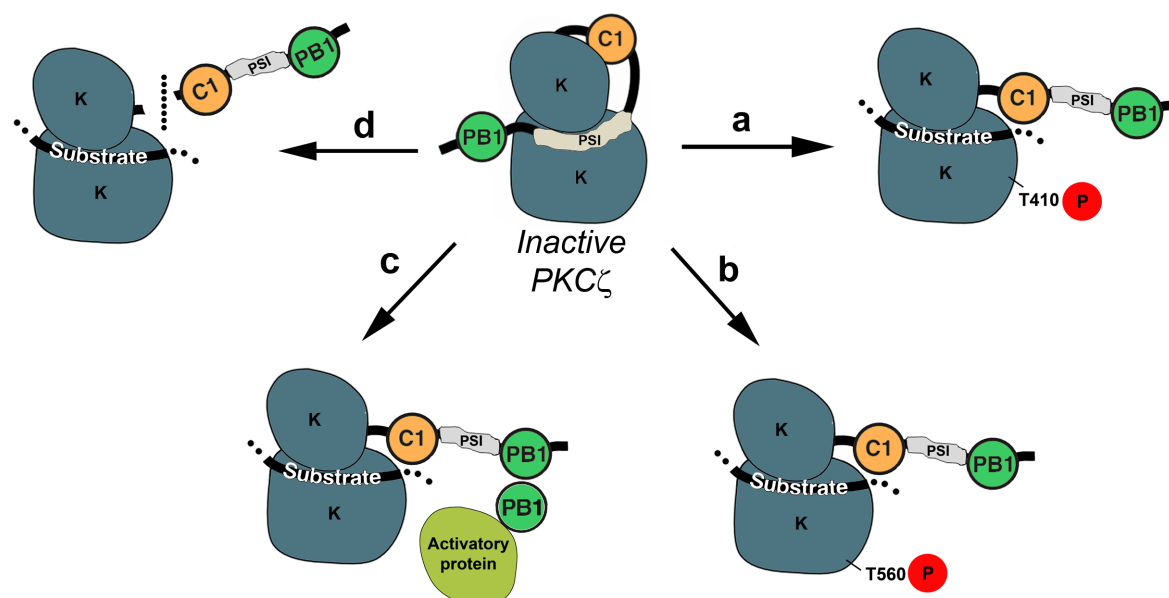 K
C1
PSI
PB1
Substrate
K
d
C1
K
PB1
PSI
K
Inactive
PKCζ
a
K
C1
PSI
PB1
Substrate
K
T410 P
c
b
K
C1
PSI
PB1
Substrate
K
PB1
Activatory
protein
K
C1
PSI
PB1
Substrate
K
T560 P